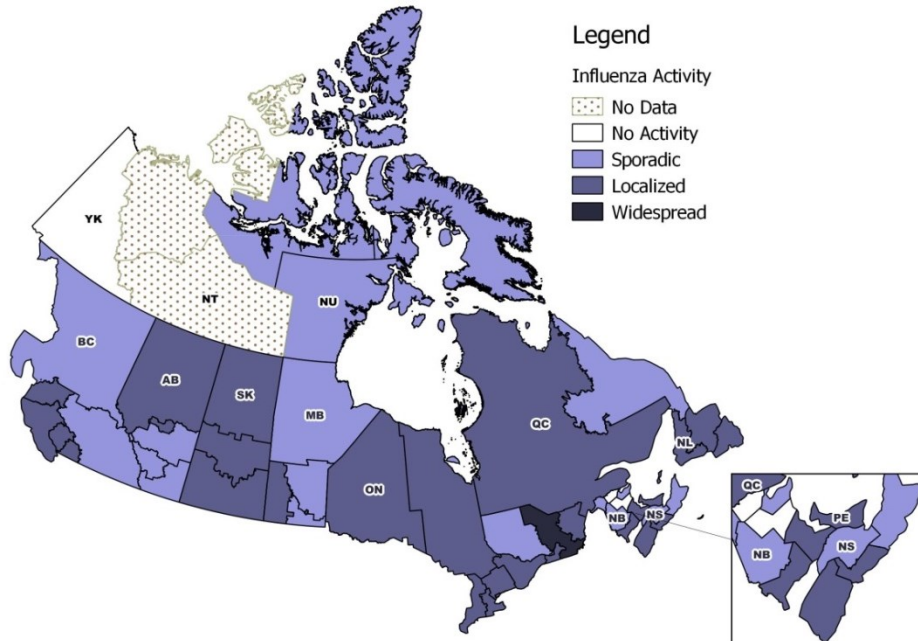 Legend
Influenza Activity
No Data
No Activity
Sporadic
Localized
Widespread
YK
NT
NU
BC
AB
SK
MB
QC
NL
ON
NB
NS
QC
PE
NB
NS